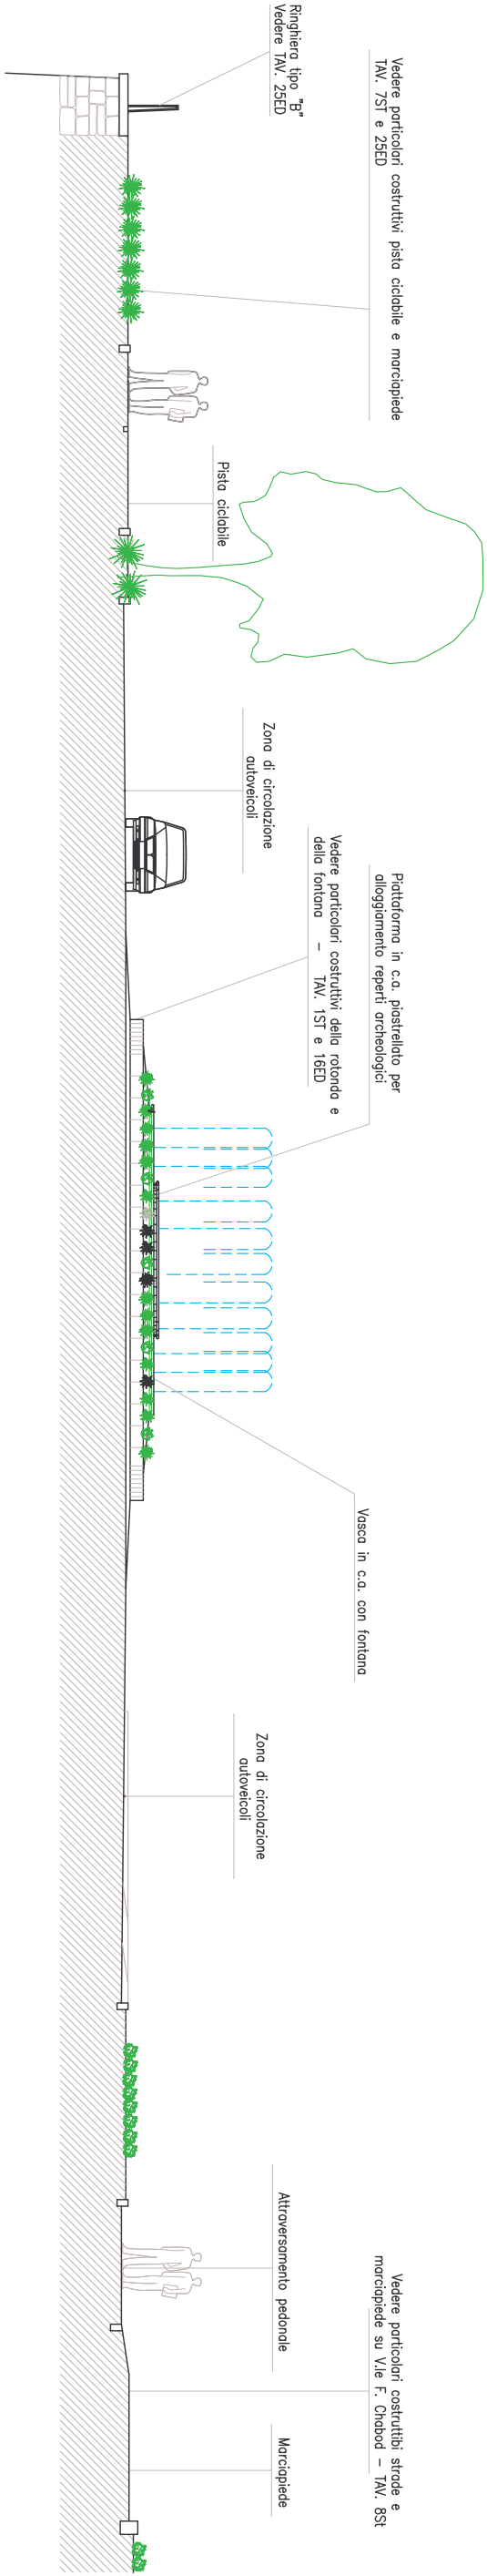 Ringhiera tipo "B"
Vedere TAV. 25ED
Vedere particolari costruttivi pista ciclabile e marciapiede
TAV. 7ST e 25ED
Pista ciclabile
Zona di circolazione
autoveicoli
Vedere particolari costruttivi della rotonda e
della fontana – TAV. 1ST e 16ED
Piattaforma in c.a. piastrellato per
alloggiamento reperti archeologici
Vasca in c.a. con fontana
Zona di circolazione
autoveicoli
Attraversamento pedonale
Vedere particolari costruttibi strade e
marciapiede su V.le F. Chabod – TAV. 8St
Marciapiede